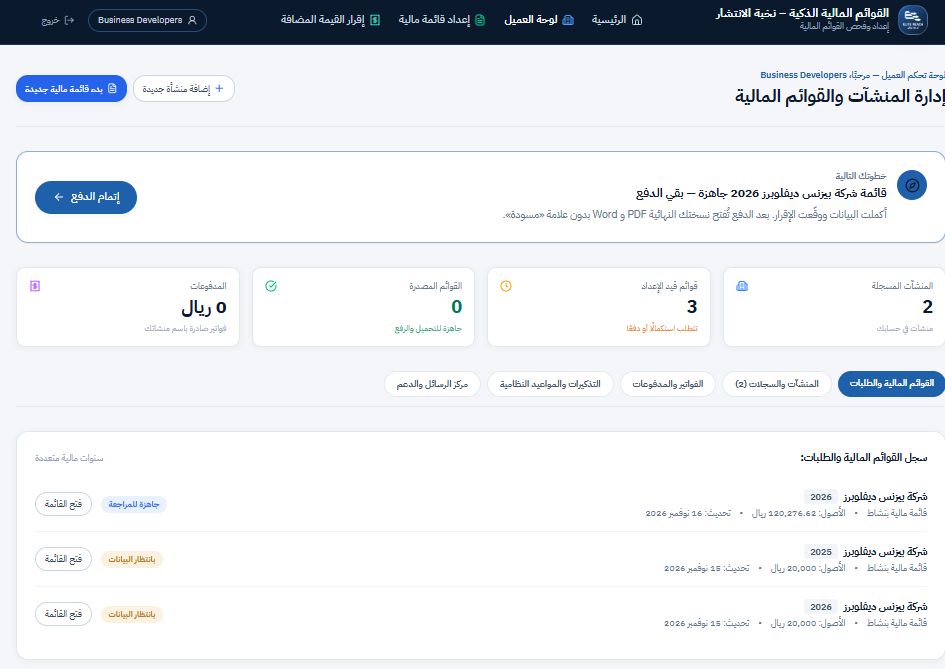 القوائم المالية الذكية – نخبة الانتشار
إعداد وفحص القوائم المالية
الرئيسية
لوحة العميل
إعداد قائمة مالية
إقرار القيمة المضافة
Business Developers
خروج
لوحة تحكم العميل — مرحبًا، Business Developers
إدارة المنشآت والقوائم المالية
+ إضافة منشأة جديدة
بدء قائمة مالية جديدة
خطوتك التالية
قائمة شركة بيزنس ديفلوبرز 2026 جاهزة — بقي الدفع
أكملت البيانات ووقّعت الإقرار. بعد الدفع تُفتح نسختك النهائية PDF و Word بدون علامة «مسودة».
إتمام الدفع ←
المنشآت المسجلة
2
منشآت في حسابك
قوائم قيد الإعداد
3
تتطلب استكمالًا أو دفعًا
القوائم المصدرة
0
جاهزة للتحميل والرفع
المدفوعات
0 ريال
فواتير صادرة باسم منشآتك
القوائم المالية والطلبات
المنشآت والسجلات (2)
الفواتير والمدفوعات
التذكيرات والمواعيد النظامية
مركز الرسائل والدعم
سجل القوائم المالية والطلبات:
سنوات مالية متعددة
شركة بيزنس ديفلوبرز 2026
قائمة مالية بنشاط • الأصول: 120,276.62 ريال • تحديث: 16 نوفمبر 2026
جاهزة للمراجعة
فتح القائمة
شركة بيزنس ديفلوبرز 2025
قائمة مالية بنشاط • الأصول: 20,000 ريال • تحديث: 15 نوفمبر 2026
بانتظار البيانات
فتح القائمة
شركة بيزنس ديفلوبرز 2026
قائمة مالية بنشاط • الأصول: 20,000 ريال • تحديث: 15 نوفمبر 2026
بانتظار البيانات
فتح القائمة